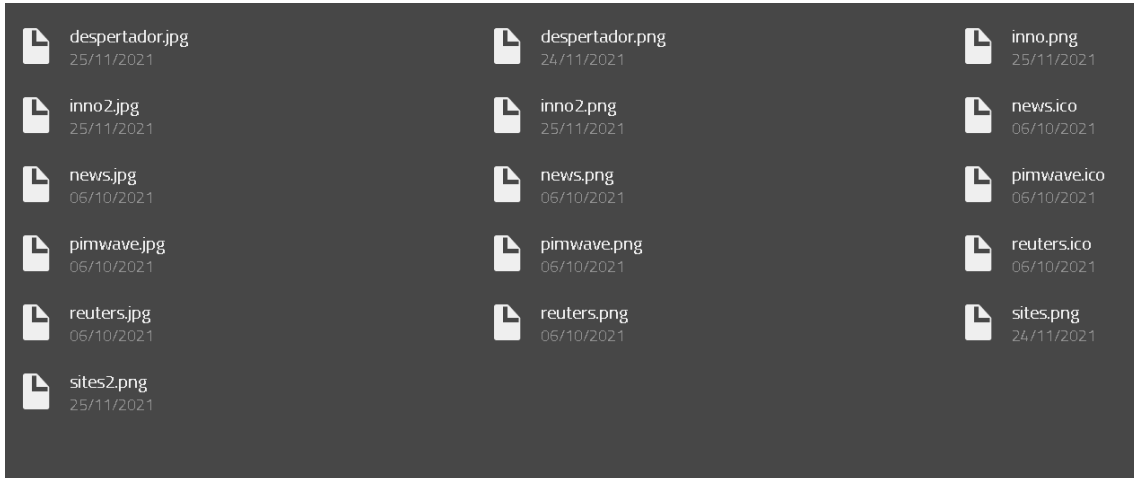 despertador.jpg
25/11/2021
despertador.png
24/11/2021
inno.png
25/11/2021
inno2.jpg
25/11/2021
inno2.png
25/11/2021
news.ico
06/10/2021
news.jpg
06/10/2021
news.png
06/10/2021
pimwave.ico
06/10/2021
pimwave.jpg
06/10/2021
pimwave.png
06/10/2021
reuters.ico
06/10/2021
reuters.jpg
06/10/2021
reuters.png
06/10/2021
sites.png
24/11/2021
sites2.png
25/11/2021